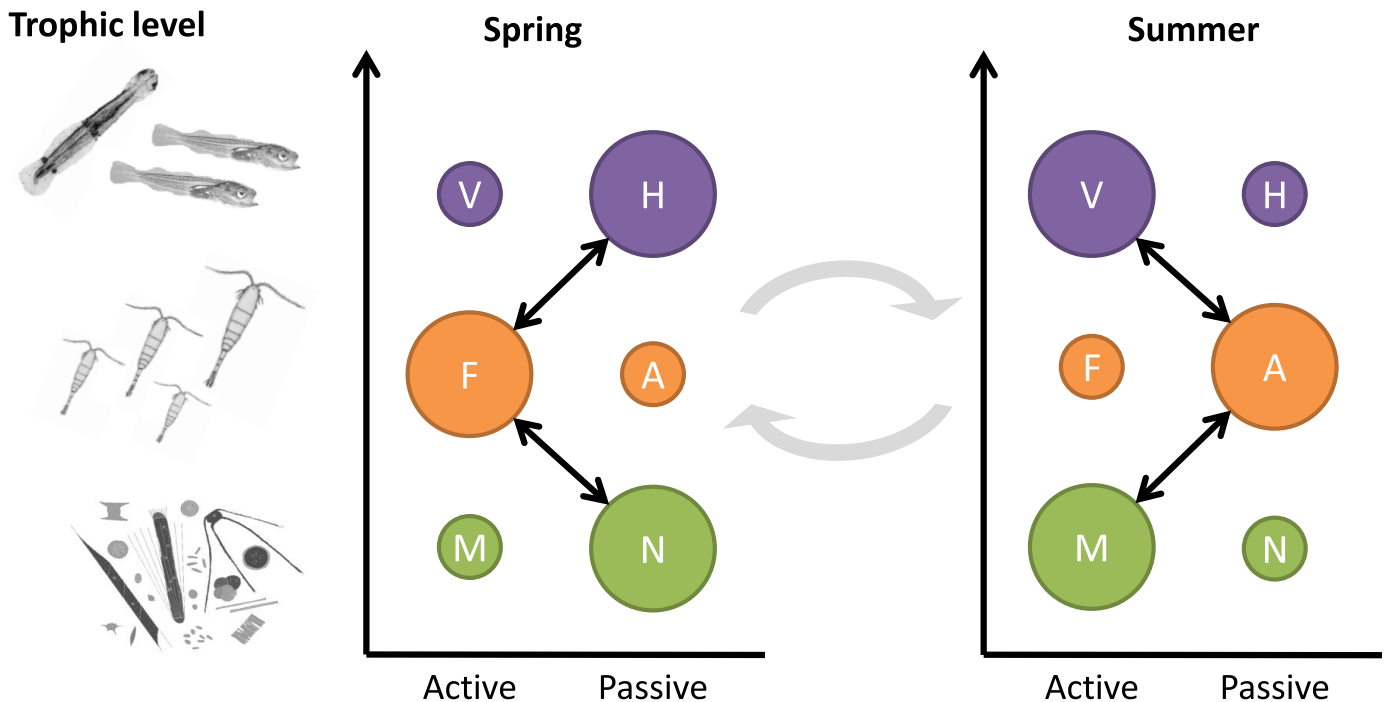 Trophic level
Spring
Summer
V
H
V
H
F
A
F
A
M
N
M
N
Active
Passive
Active
Passive